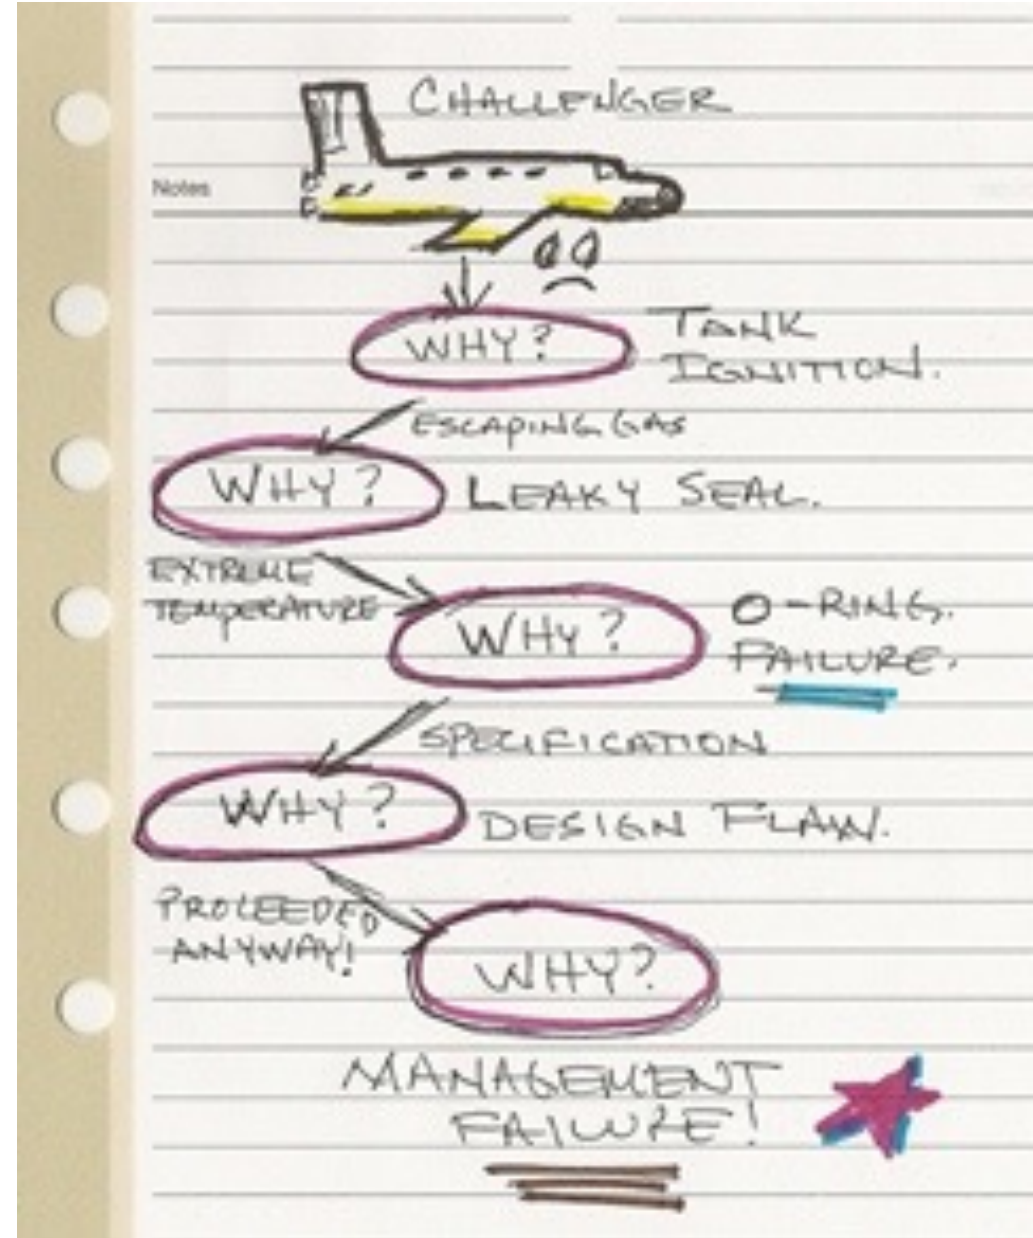 CHALLENGER
Notes
WHY?
TANK
IGNITION.
ESCAPING GAS
WHY?
LEAKY SEAL.
EXTREME
TEMPERATURE
WHY?
O-RING.
FAILURE.
SPECIFICATION
WHY?
DESIGN FLAW.
PROCEEDED
ANYWAY!
WHY?
MANAGEMENT
FAILURE!